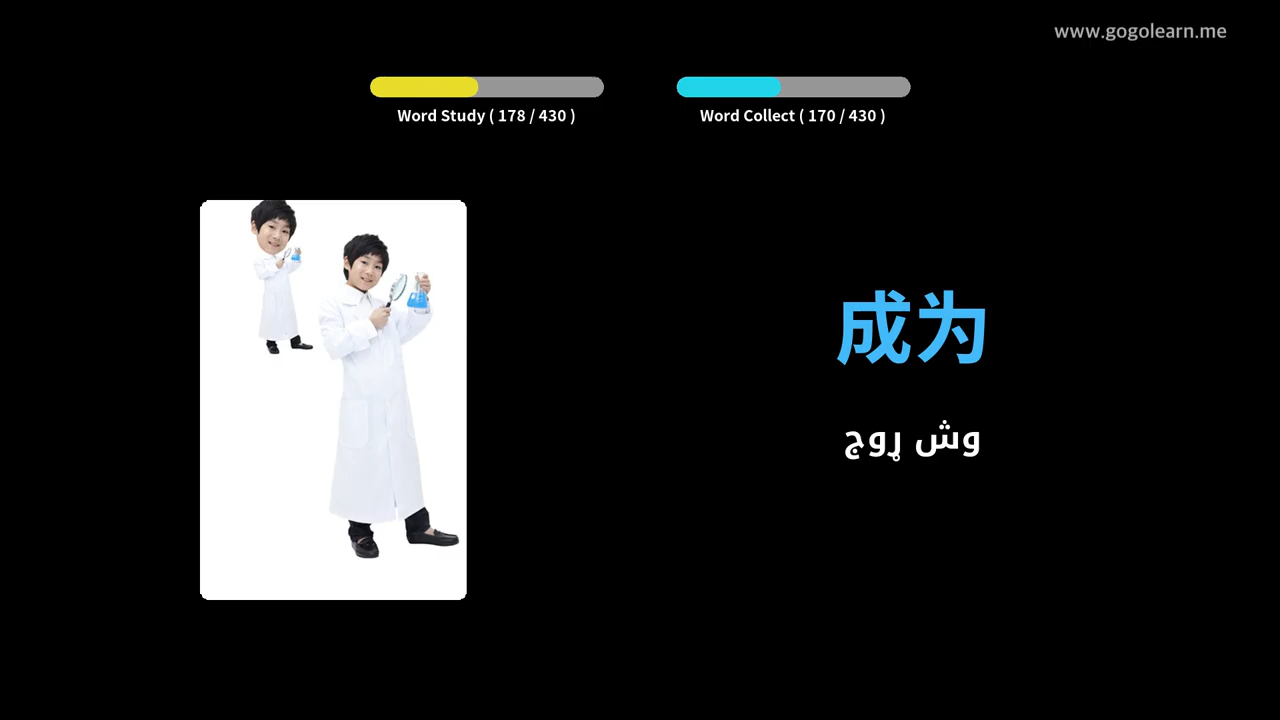 www.gogolearn.me
Word Study ( 178 / 430 )
Word Collect ( 170 / 430 )
成为
وش ړوج